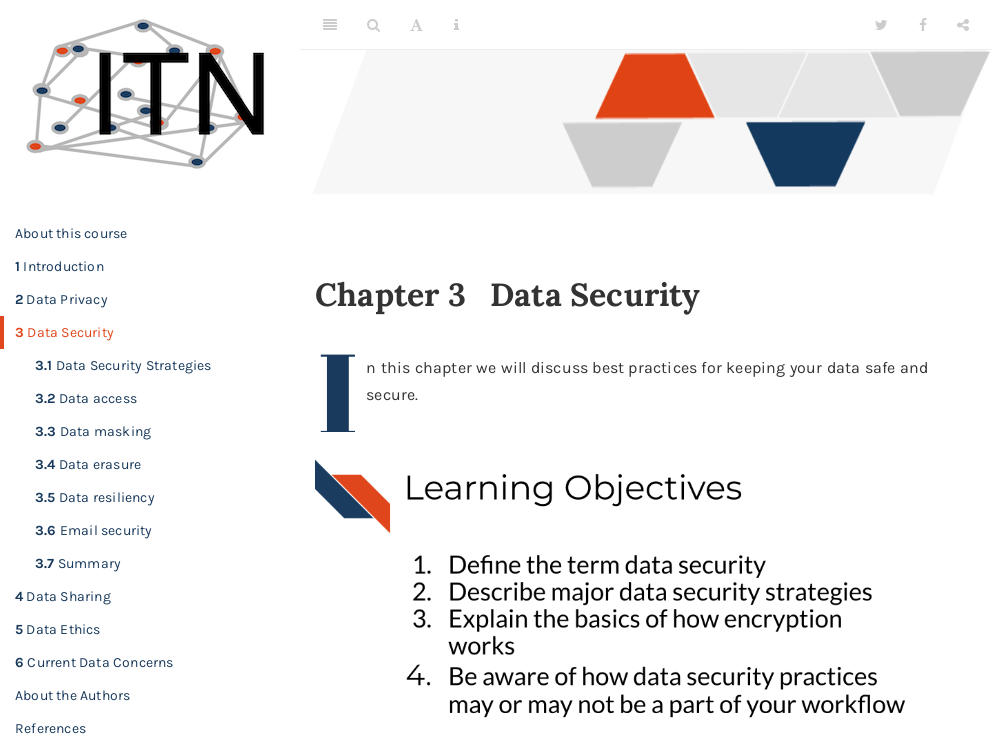 ITN
About this course
1 Introduction
2 Data Privacy
3 Data Security
3.1 Data Security Strategies
3.2 Data access
3.3 Data masking
3.4 Data erasure
3.5 Data resiliency
3.6 Email security
3.7 Summary
4 Data Sharing
5 Data Ethics
6 Current Data Concerns
About the Authors
References
A
i
Chapter 3 Data Security
In this chapter we will discuss best practices for keeping your data safe and
secure.
Learning Objectives
1. Define the term data security
2. Describe major data security strategies
3. Explain the basics of how encryption
works
4. Be aware of how data security practices
may or may not be a part of your workflow